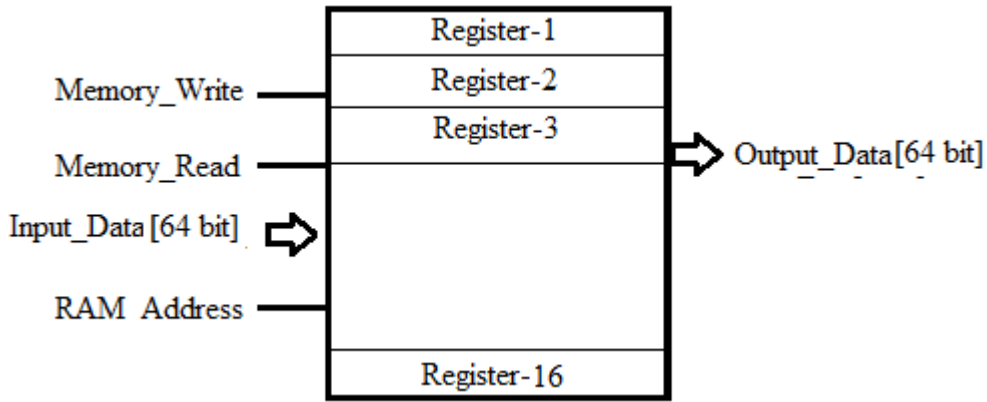 Register-1
Register-2
Register-3
Register-16
Memory_Write
Memory_Read
Input_Data [64 bit]
RAM Address
Output_Data [64 bit]